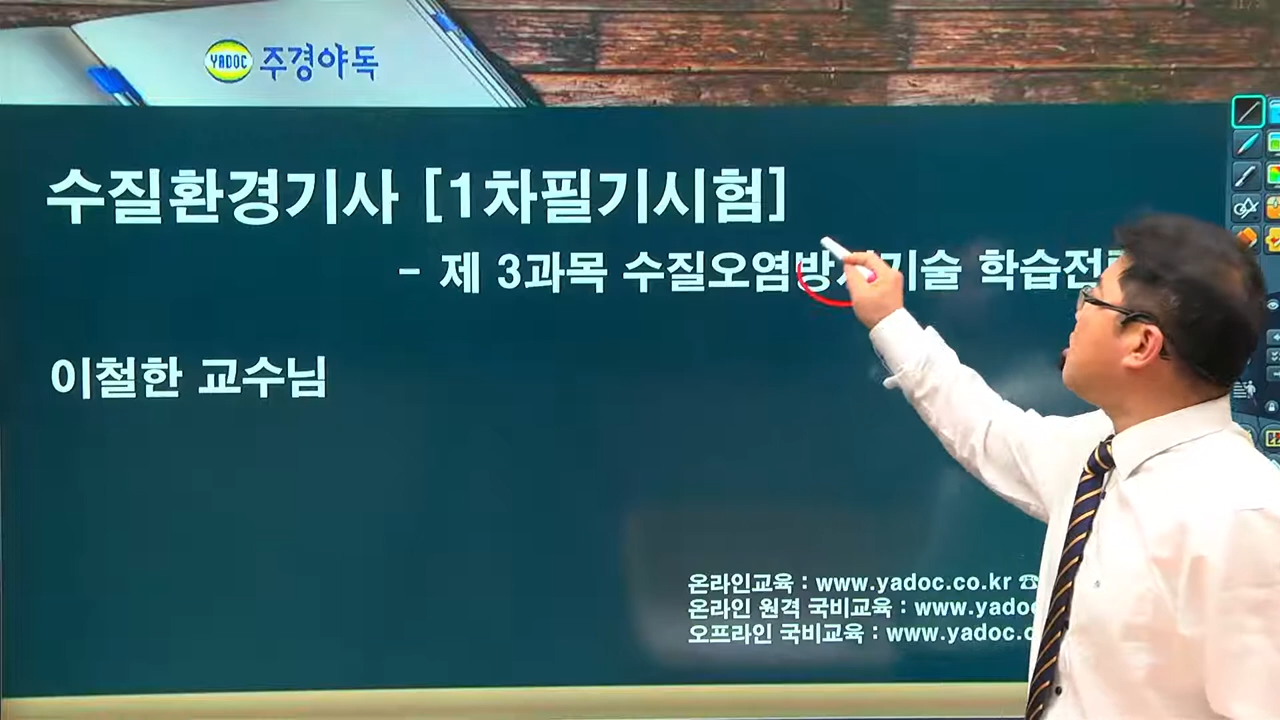 YADOC 주경야독
수질환경기사 [1차필기시험]
- 제 3과목 수질오염방지기술 학습전략
이철한 교수님
온라인교육 : www.yadoc.co.kr ☎
온라인 원격 국비교육 : www.yadoc
오프라인 국비교육 : www.yadoc.c